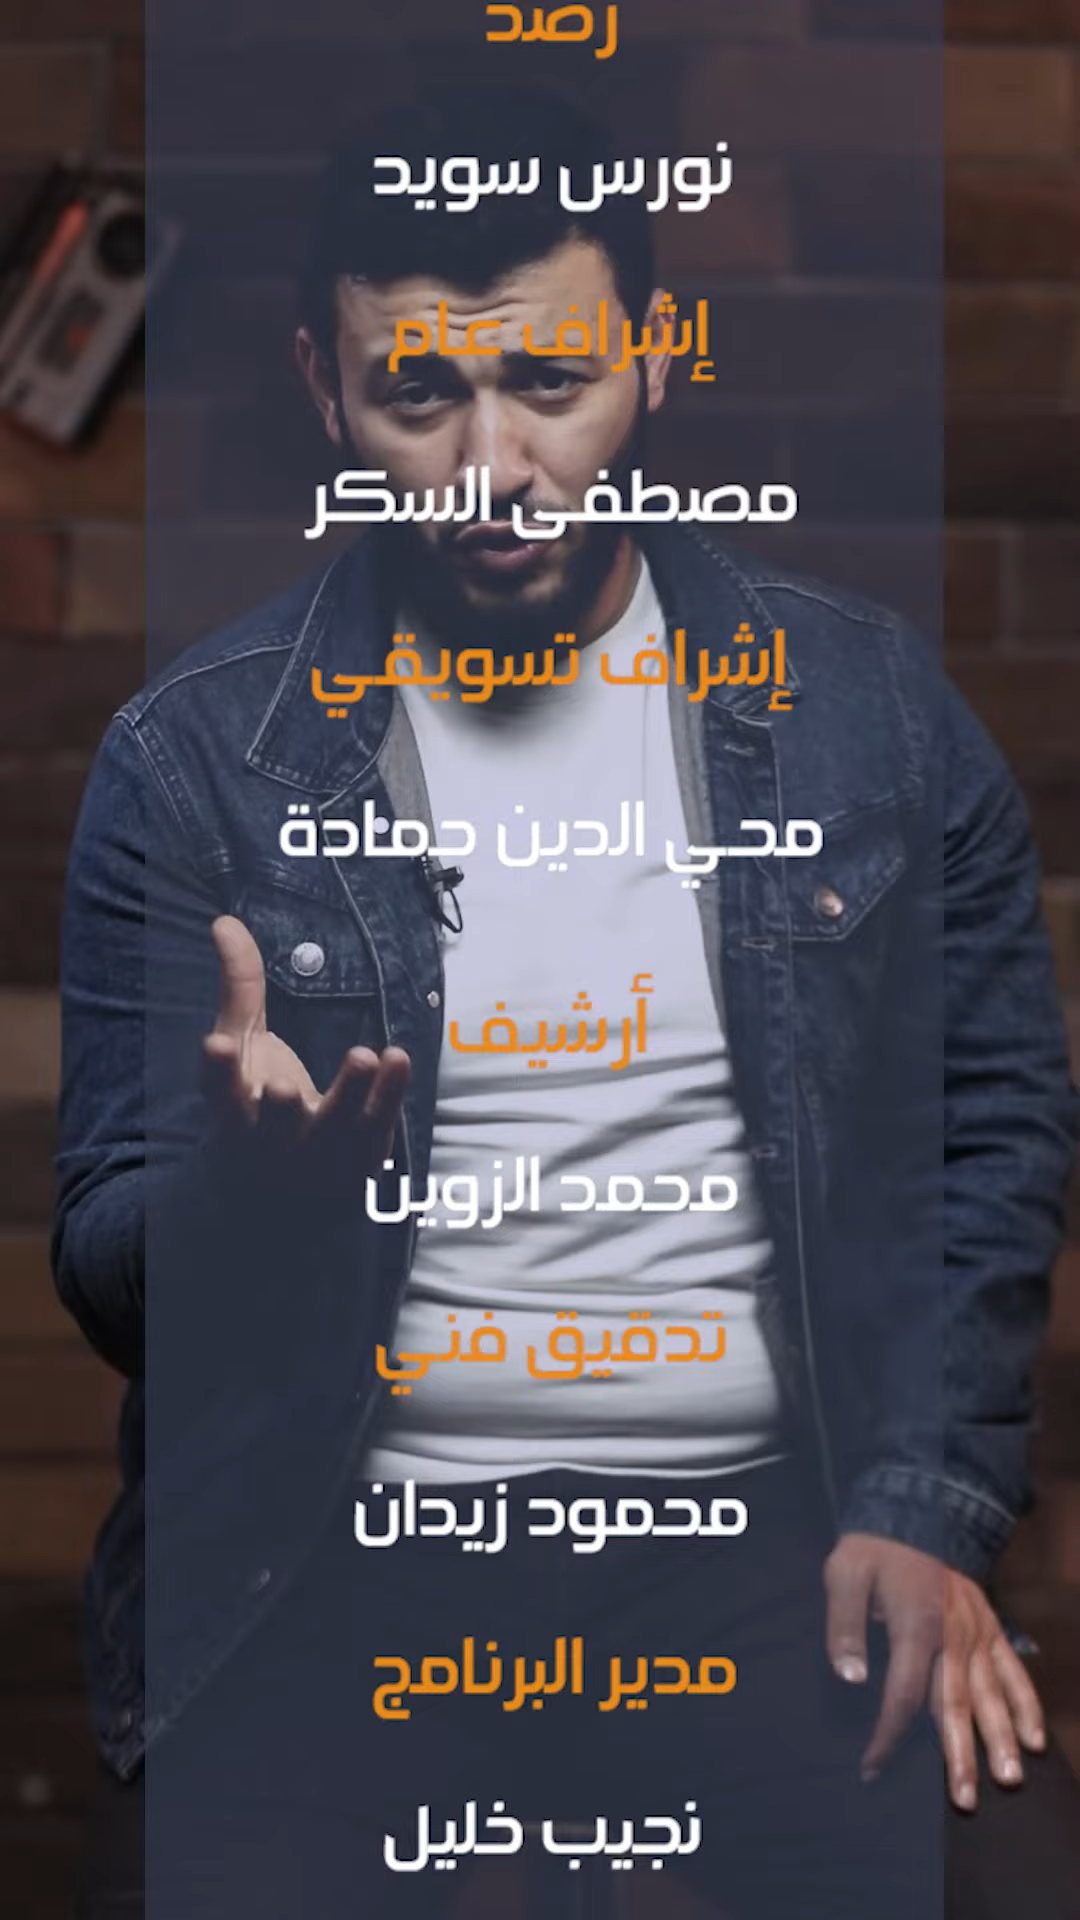 رصد
نورس سويد
إشراف عام
مصطفى السكر
إشراف تسويقي
محي الدين حمادة
أرشيف
محمد الزوين
تدقيق فني
محمود زيدان
مدير البرنامج
نجيب خليل